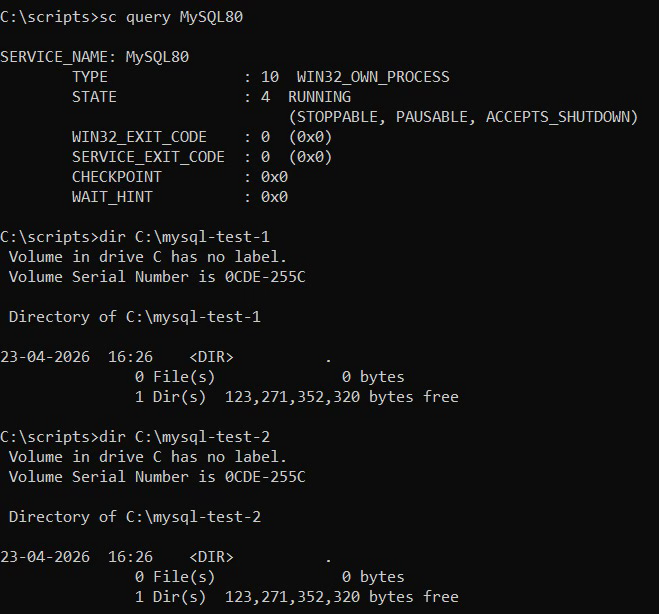 C:\scripts>sc query MySQL80

SERVICE_NAME: MySQL80
        TYPE               : 10  WIN32_OWN_PROCESS
        STATE              : 4  RUNNING
                                (STOPPABLE, PAUSABLE, ACCEPTS_SHUTDOWN)
        WIN32_EXIT_CODE    : 0  (0x0)
        SERVICE_EXIT_CODE  : 0  (0x0)
        CHECKPOINT         : 0x0
        WAIT_HINT          : 0x0

C:\scripts>dir C:\mysql-test-1
 Volume in drive C has no label.
 Volume Serial Number is 0CDE-255C

 Directory of C:\mysql-test-1

23-04-2026  16:26    <DIR>          .
               0 File(s)              0 bytes
               1 Dir(s)  123,271,352,320 bytes free

C:\scripts>dir C:\mysql-test-2
 Volume in drive C has no label.
 Volume Serial Number is 0CDE-255C

 Directory of C:\mysql-test-2

23-04-2026  16:26    <DIR>          .
               0 File(s)              0 bytes
               1 Dir(s)  123,271,352,320 bytes free